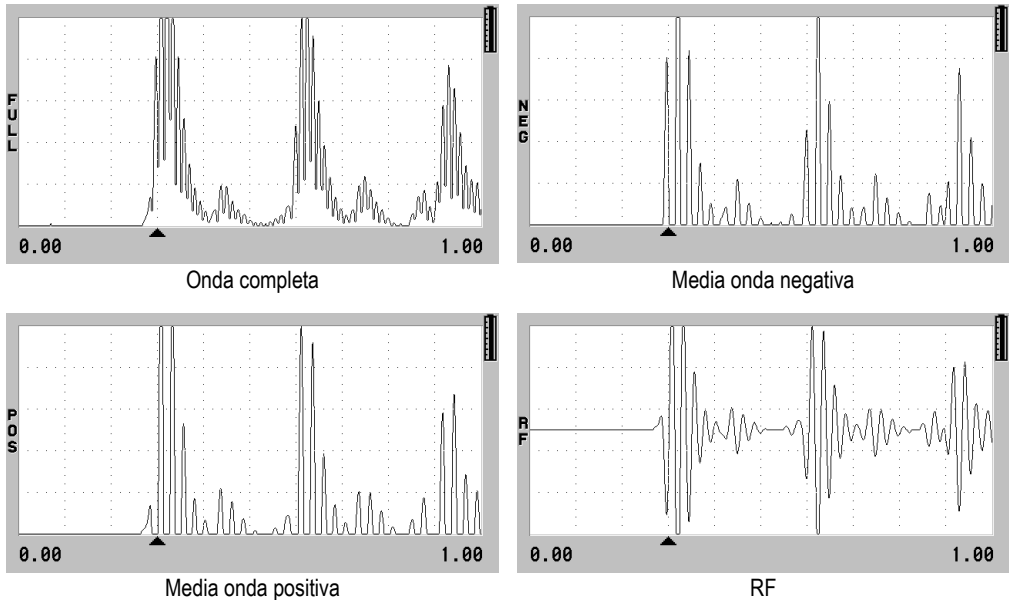 FULL
0.00 1.00
Onda completa
NEG
0.00 1.00
Media onda negativa
POS
0.00 1.00
Media onda positiva
RF
0.00 1.00
RF